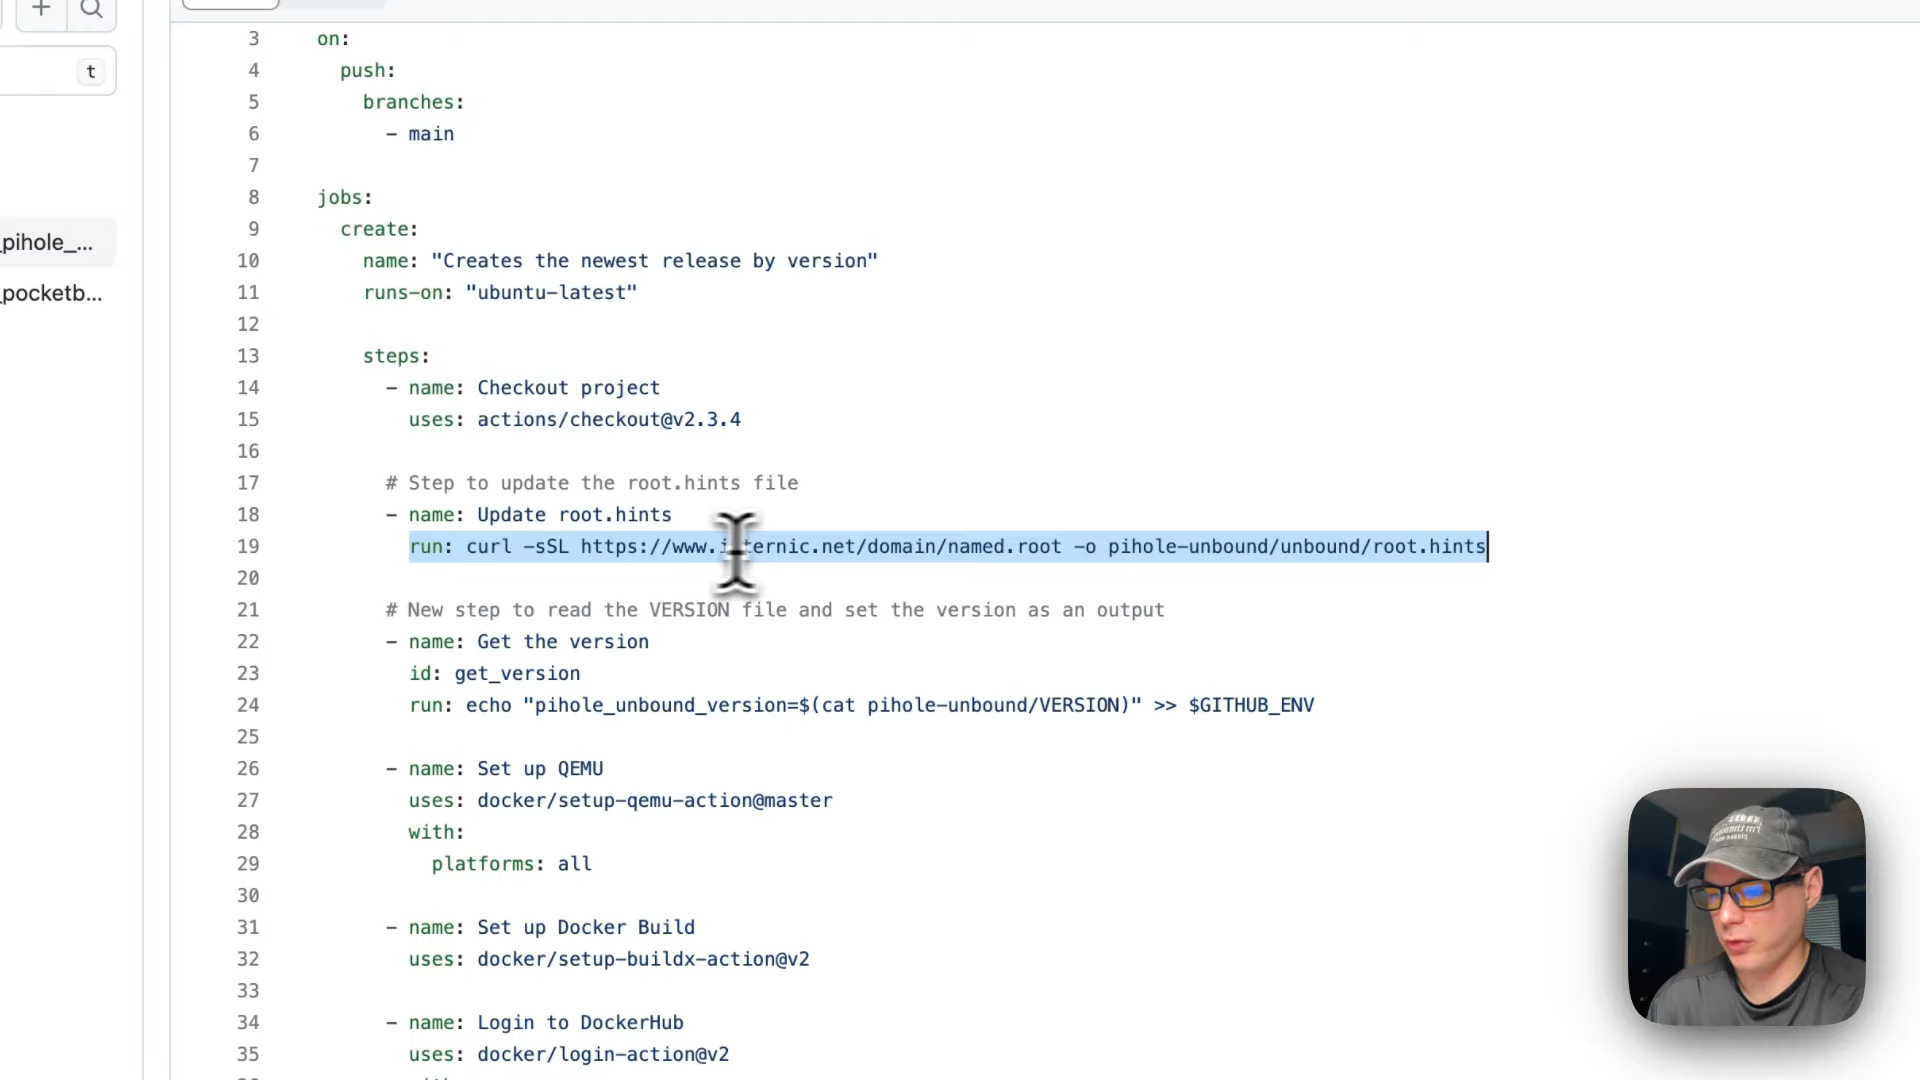 t
_pihole_...
_pocketb...
3 on:
4 push:
5 branches:
6 - main
7
8 jobs:
9 create:
10 name: "Creates the newest release by version"
11 runs-on: "ubuntu-latest"
12
13 steps:
14 - name: Checkout project
15 uses: actions/checkout@v2.3.4
16
17 # Step to update the root.hints file
18 - name: Update root.hints
19 run: curl -sSL https://www.internic.net/domain/named.root -o pihole-unbound/unbound/root.hints
20
21 # New step to read the VERSION file and set the version as an output
22 - name: Get the version
23 id: get_version
24 run: echo "pihole_unbound_version=$(cat pihole-unbound/VERSION)" >> $GITHUB_ENV
25
26 - name: Set up QEMU
27 uses: docker/setup-qemu-action@master
28 with:
29 platforms: all
30
31 - name: Set up Docker Build
32 uses: docker/setup-buildx-action@v2
33
34 - name: Login to DockerHub
35 uses: docker/login-action@v2